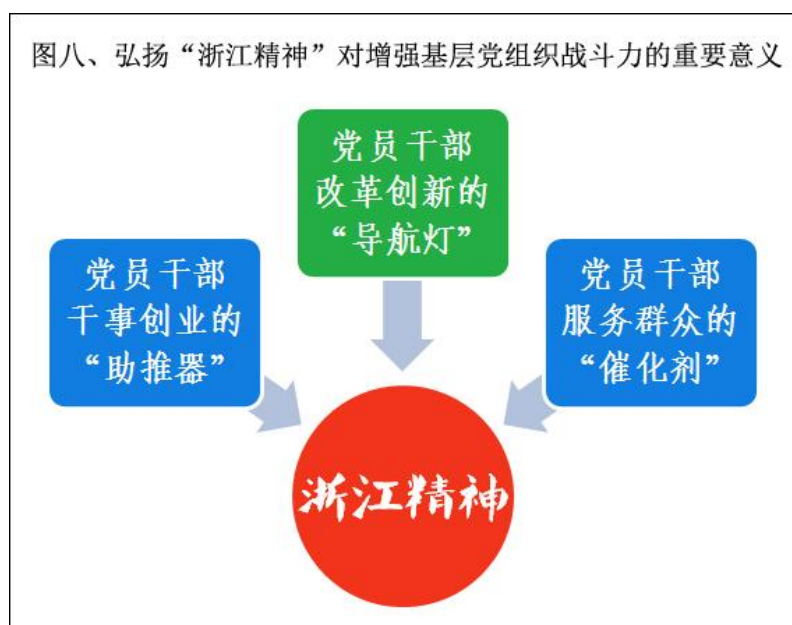 图八、弘扬“浙江精神”对增强基层党组织战斗力的重要意义
党员干部
改革创新的
“导航灯”
党员干部
干事创业的
“助推器”
党员干部
服务群众的
“催化剂”
浙江精神